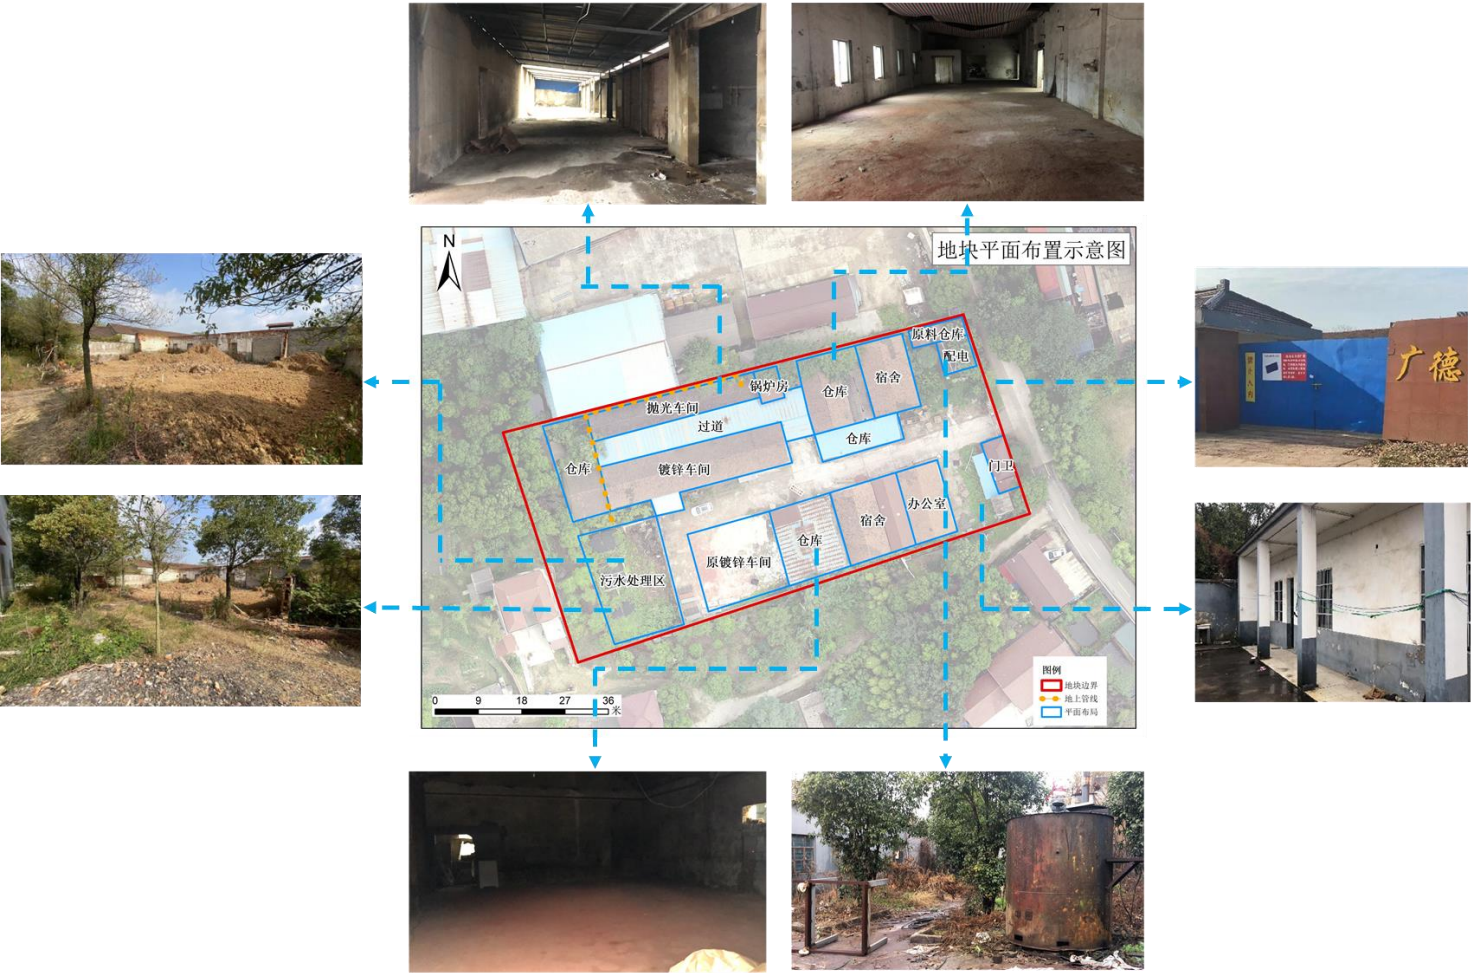 N
地块平面布置示意图
原料仓库
配电
锅炉房
仓库
宿舍
抛光车间
过道
仓库
仓库
镀锌车间
门卫
办公室
宿舍
仓库
原镀锌车间
污水处理区
图例
地块边界
地上管线
平面布局
0 9 18 27 36
米
广德